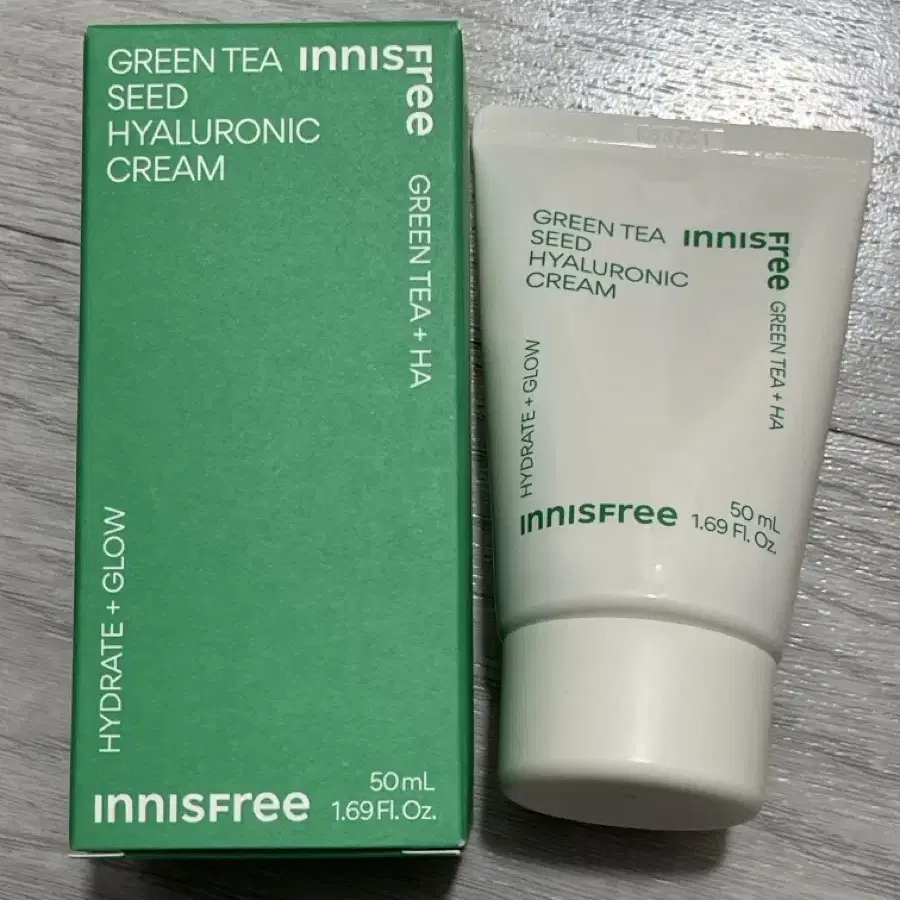 GREEN TEA
SEED
HYALURONIC
CREAM
INNISFree
GREEN TEA + HA
HYDRATE + GLOW
INNISFree
50 mL
1.69 Fl. Oz.
GREEN TEA
SEED
HYALURONIC
CREAM
INNISFree
GREEN TEA + HA
HYDRATE + GLOW
INNISFree
50 mL
1.69 Fl. Oz.